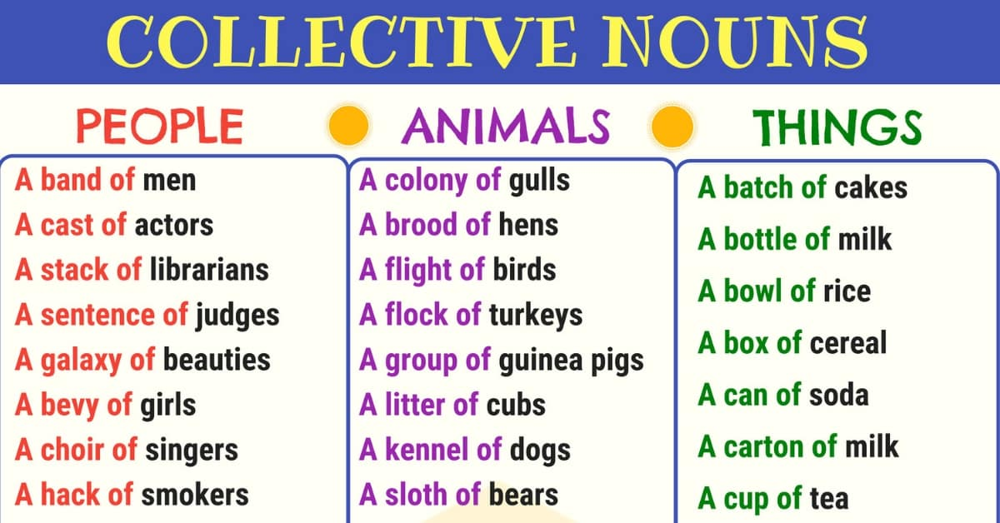 COLLECTIVE NOUNS
PEOPLE
A band of men
A cast of actors
A stack of librarians
A sentence of judges
A galaxy of beauties
A bevy of girls
A choir of singers
A hack of smokers
ANIMALS
A colony of gulls
A brood of hens
A flight of birds
A flock of turkeys
A group of guinea pigs
A litter of cubs
A kennel of dogs
A sloth of bears
THINGS
A batch of cakes
A bottle of milk
A bowl of rice
A box of cereal
A can of soda
A carton of milk
A cup of tea